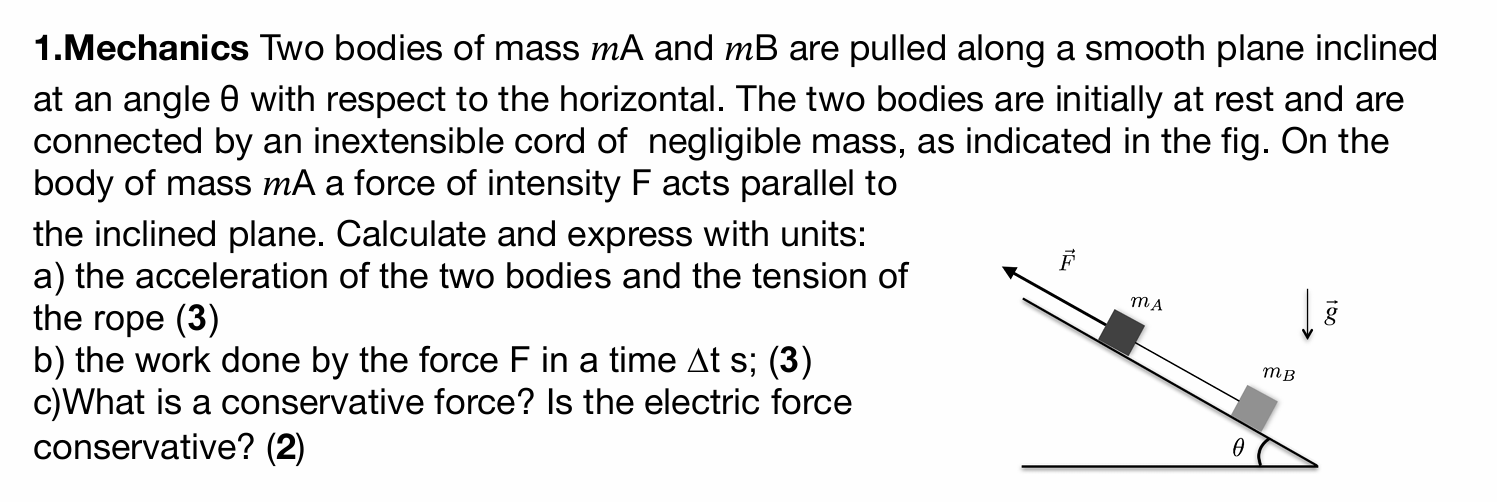 1.Mechanics Two bodies of mass mA and mB are pulled along a smooth plane inclined
at an angle θ with respect to the horizontal. The two bodies are initially at rest and are
connected by an inextensible cord of  negligible mass, as indicated in the fig. On the
body of mass mA a force of intensity F acts parallel to
the inclined plane. Calculate and express with units:
a) the acceleration of the two bodies and the tension of
the rope (3)
b) the work done by the force F in a time Δt s; (3)
c)What is a conservative force? Is the electric force
conservative? (2)
F⃗
m_A
g⃗
m_B
θ